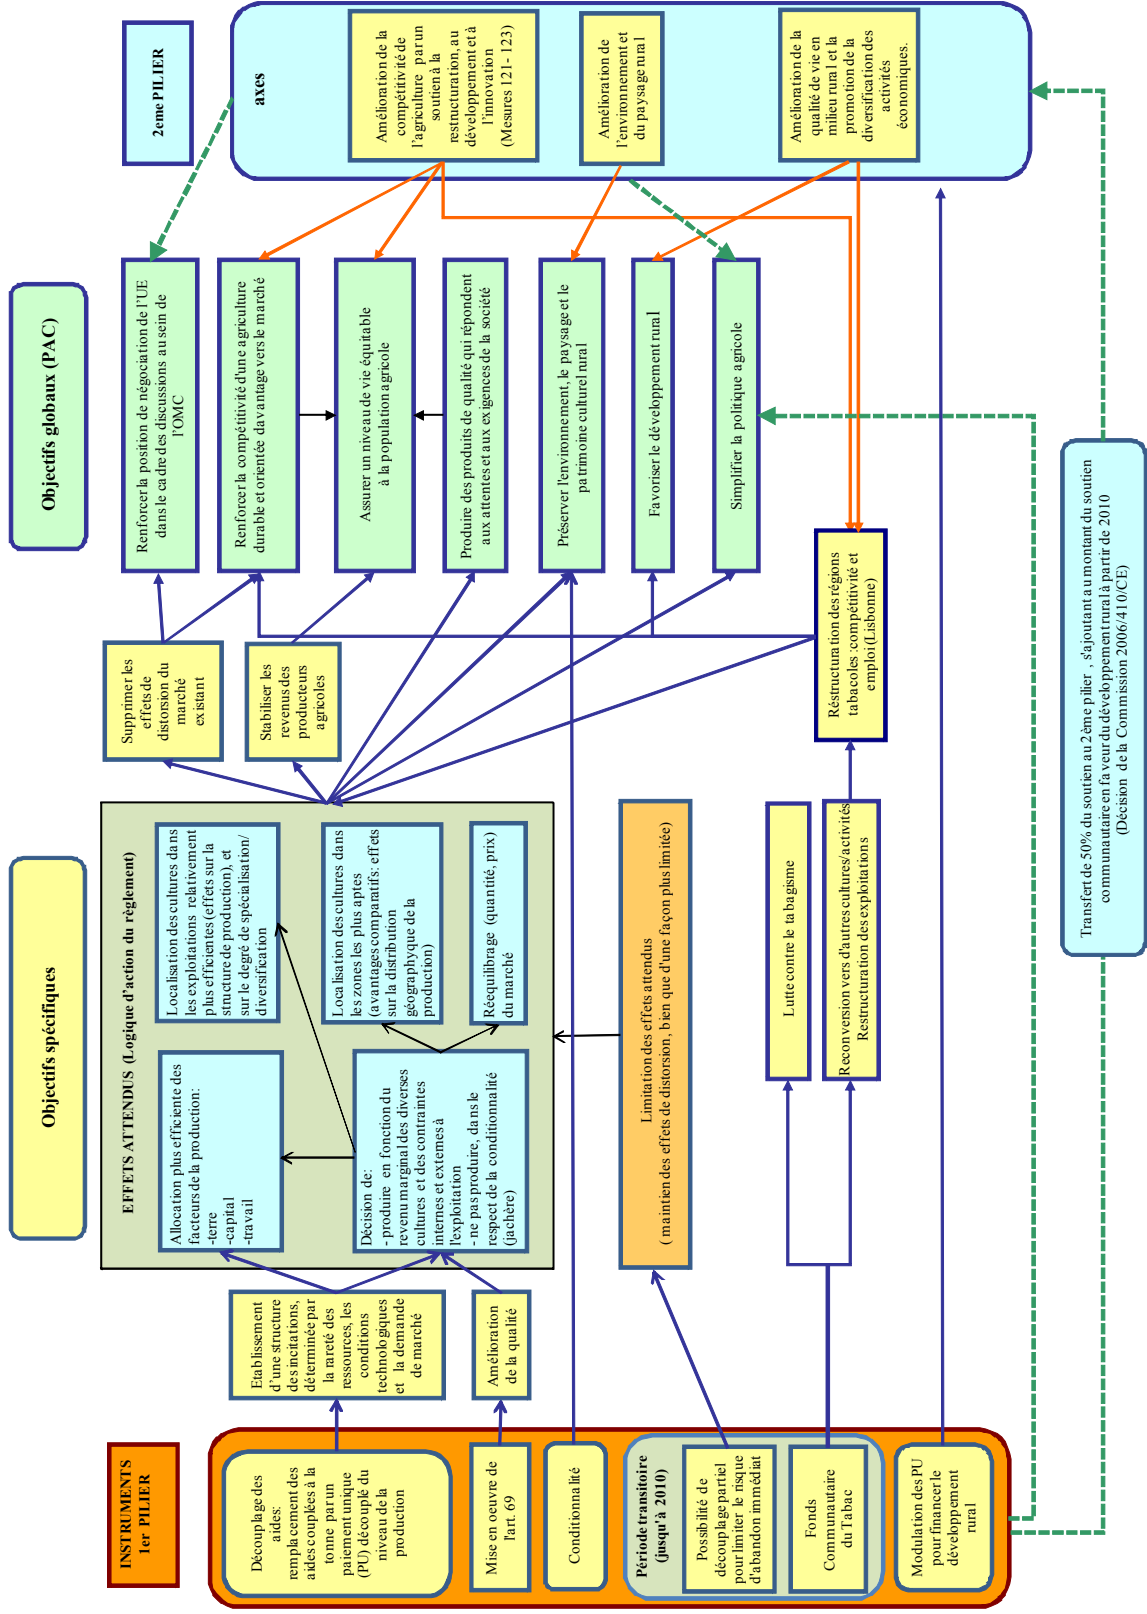 INSTRUMENTS
1er PILIER
Découplage des
aides:
remplacement des
aides couplées à la
tonne par un
paiement unique
(PU) découplé du
niveau de la
production
Mise en oeuvre de
l'art. 69
Conditionnalité
Période transitoire
(jusqu'à 2010)
Possibilité de
découplage partiel
pour limiter le risque
d'abandon immédiat
Fonds
Communautaire
du Tabac
Modulation des PU
pour financer le
développement
rural
Objectifs spécifiques
Etablissement
d'une structure
des incitations,
déterminée par
la rareté des
ressources, les
conditions
technologiques
et la demande
de marché
Amélioration
de la qualité
EFFETS ATTENDUS (Logique d'action du règlement)
Allocation plus efficiente des
facteurs de la production:
-terre
-capital
-travail
Décision de:
- produire en fonction du
revenu marginal des diverses
cultures et des contraintes
internes et externes à
l'exploitation
- ne pas produire, dans le
respect de la conditionnalité
(jachère)
Localisation des cultures dans
les exploitations relativement
plus efficientes (effets sur la
structure de production), et
sur le degré de spécialisation/
diversification
Localisation des cultures dans
les zones les plus aptes
(avantages comparatifs: effets
sur la distribution
géographyque de la
production)
Réequilibrage (quantité, prix)
du marché
Limitation des effets attendus
( maintien des effets de distorsion, bien que d'une façon plus limitée)
Lutte contre le tabagisme
Reconversion vers d'autres cultures/activités
Restructuration des exploitations
Supprimer les
effets de
distorsion du
marché
existant
Stabiliser les
revenus des
producteurs
agricoles
Réstructuration des régions
tabacoles :compétitivité et
emploi (Lisbonne)
Objectifs globaux (PAC)
Renforcer la position de négociation de l'UE
dans le cadre des discussions au sein de
l'OMC
Renforcer la compétitivité d'une agriculture
durable et orientée davantage vers le marché
Assurer un niveau de vie équitable
à la population agricole
Produire des produits de qualité qui répondent
aux attentes et aux exigences de la société
Préserver l'environnement, le paysage et le
patrimoine culturel rural
Favoriser le développement rural
Simplifier la politique agricole
2eme PILIER
axes
Amélioration de la
compétitivité de
l'agriculture par un
soutien à la
restructuration, au
développement et à
l'innovation
(Mesures 121- 123)
Amélioration de
l'environnement et
du paysage rural
Amélioration de la
qualité de vie en
milieu rural et la
promotion de la
diversification des
activités
économiques.
Transfert de 50% du soutien au 2ème pilier , s'ajoutant au montant du soutien
communautaire en faveur du développement rural à partir de 2010
(Décision de la Commission 2006/410/CE)